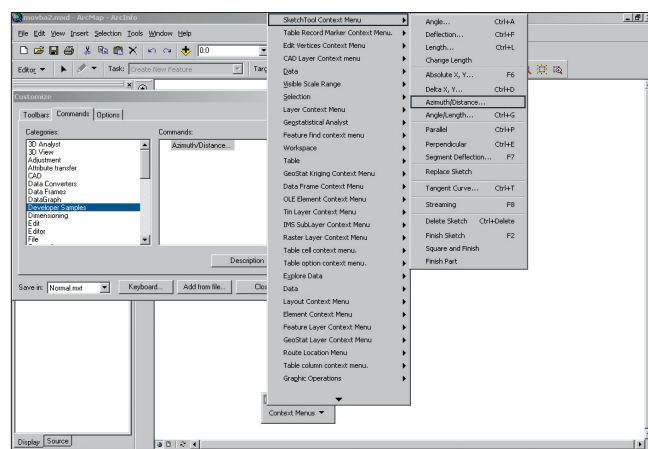 movba2.mxd - ArcMap - ArcInfo
File Edit View Insert Selection Tools Window Help
Editor Task: Create New Feature
Customize
Toolbars Commands Options
Categories:
3D Analyst
3D View
Adjustment
Attribute transfer
CAD
Data Converters
Data Frames
DataGraph
Developer Samples
Dimensioning
Edit
Editor
File
Commands:
Azimuth/Distance...
Description
Save in: Normal.mxt Keyboard... Add from file... Clos
Display Source
SketchTool Context Menu
Table Record Marker Context Menu.
Edit Vertices Context Menu
CAD Layer Context menu
Data
Visible Scale Range
Selection
Layer Context Menu
Geostatistical Analyst
Feature find context menu
Workspace
Table
GeoStat Kriging Context Menu
Data Frame Context Menu
OLE Element Context Menu
Tin Layer Context Menu
IMS SubLayer Context Menu
Raster Layer Context Menu
Table cell context menu.
Table option context menu.
Explore Data
Data
Layout Context Menu
Element Context Menu
Feature Layer Context Menu
GeoStat Layer Context Menu
Route Location Menu
Table column context menu.
Graphic Operations
Context Menus
Angle... Ctrl+A
Deflection... Ctrl+F
Length... Ctrl+L
Change Length
Absolute X, Y... F6
Delta X, Y... Ctrl+D
Azimuth/Distance...
Angle/Length... Ctrl+G
Parallel Ctrl+P
Perpendicular Ctrl+E
Segment Deflection... F7
Replace Sketch
Tangent Curve... Ctrl+T
Streaming F8
Delete Sketch Ctrl+Delete
Finish Sketch F2
Square and Finish
Finish Part